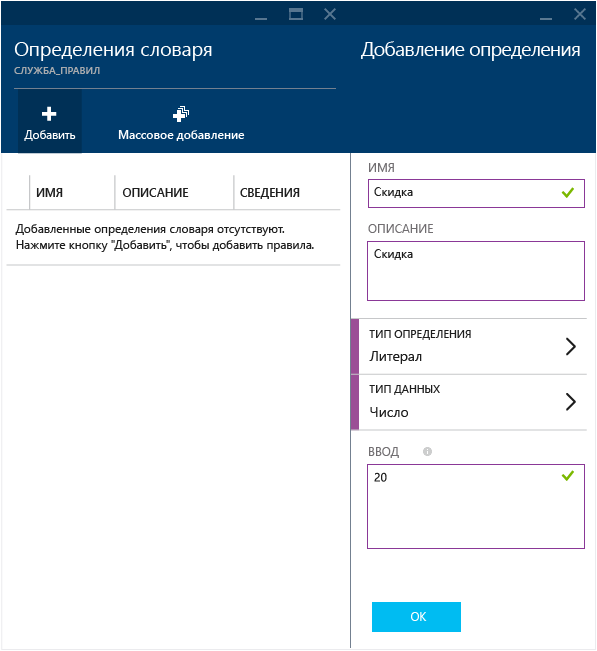 Определения словаря
СЛУЖБА_ПРАВИЛ
Добавить
Массовое добавление
ИМЯ ОПИСАНИЕ СВЕДЕНИЯ
Добавленные определения словаря отсутствуют.
Нажмите кнопку "Добавить", чтобы добавить правила.
Добавление определения
ИМЯ
Скидка
ОПИСАНИЕ
Скидка
ТИП ОПРЕДЕЛЕНИЯ
Литерал
ТИП ДАННЫХ
Число
ВВОД
20
ОК